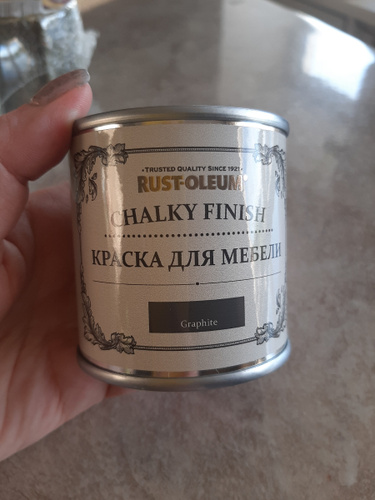 • TRUSTED QUALITY SINCE 1921 •
RUST-OLEUM
CHALKY FINISH
КРАСКА ДЛЯ МЕБЕЛИ
Graphite